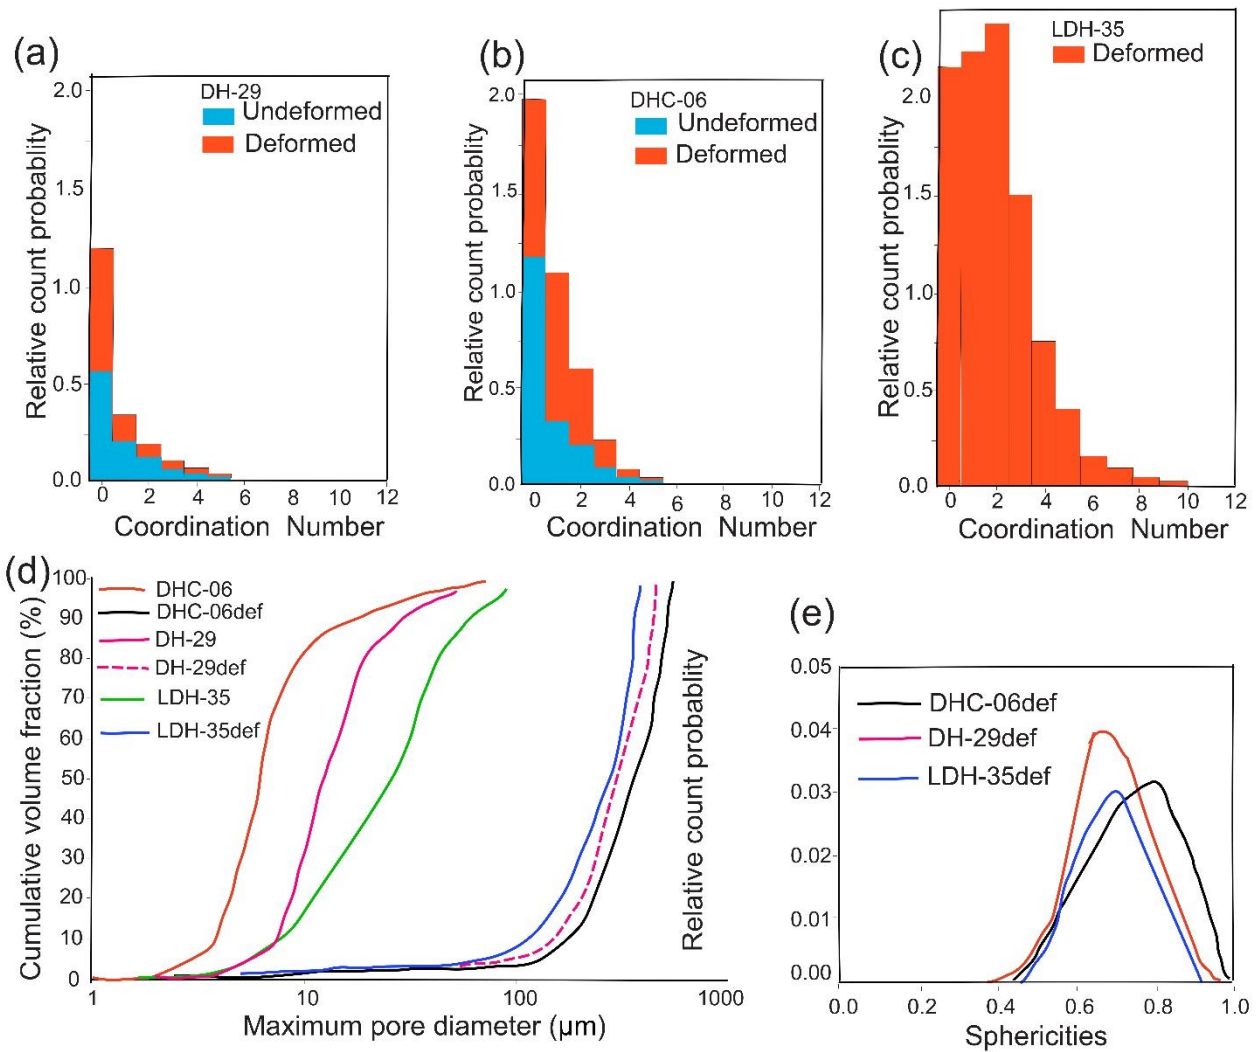 (a)
DH-29
Undeformed
Deformed
Relative count probablity
2.0
1.5
1.0
0.5
0.0
0 2 4 6 8 10 12
Coordination Number
(b)
DHC-06
Undeformed
Deformed
Relative count probablity
2.0
1.5
1.0
0.5
0.0
0 2 4 6 8 10 12
Coordination Number
(c)
LDH-35
Deformed
Relative count probablity
2.0
1.5
1.0
0.5
0.0
0 2 4 6 8 10 12
Coordination Number
(d)
DHC-06
DHC-06def
DH-29
DH-29def
LDH-35
LDH-35def
Cumulative volume fraction (%)
100
90
80
70
60
50
40
30
20
10
0
1 10 100 1000
Maximum pore diameter (µm)
(e)
DHC-06def
DH-29def
LDH-35def
Relative count probablity
0.05
0.04
0.03
0.02
0.01
0.00
0.0 0.2 0.4 0.6 0.8 1.0
Sphericities